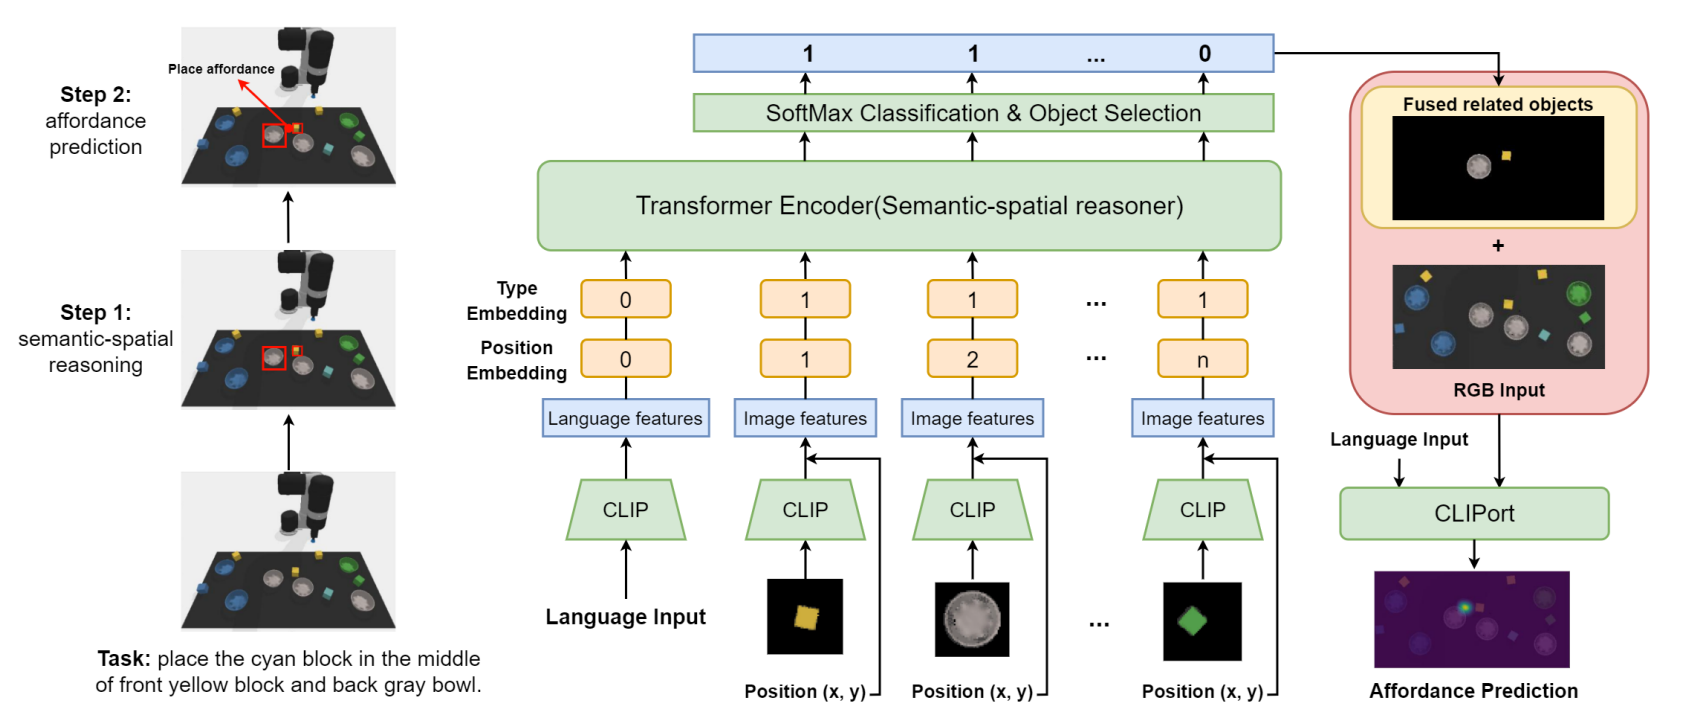 Step 2:
affordance
prediction
Place affordance
Step 1:
semantic-spatial
reasoning
Task: place the cyan block in the middle
of front yellow block and back gray bowl.
1 1 ... 0
SoftMax Classification & Object Selection
Transformer Encoder(Semantic-spatial reasoner)
Type
Embedding
0 1 1 ... 1
Position
Embedding
0 1 2 ... n
Language features Image features Image features Image features
CLIP CLIP CLIP CLIP
Language Input
...
Position (x, y) Position (x, y) Position (x, y)
Fused related objects
+
RGB Input
Language Input
CLIPort
Affordance Prediction